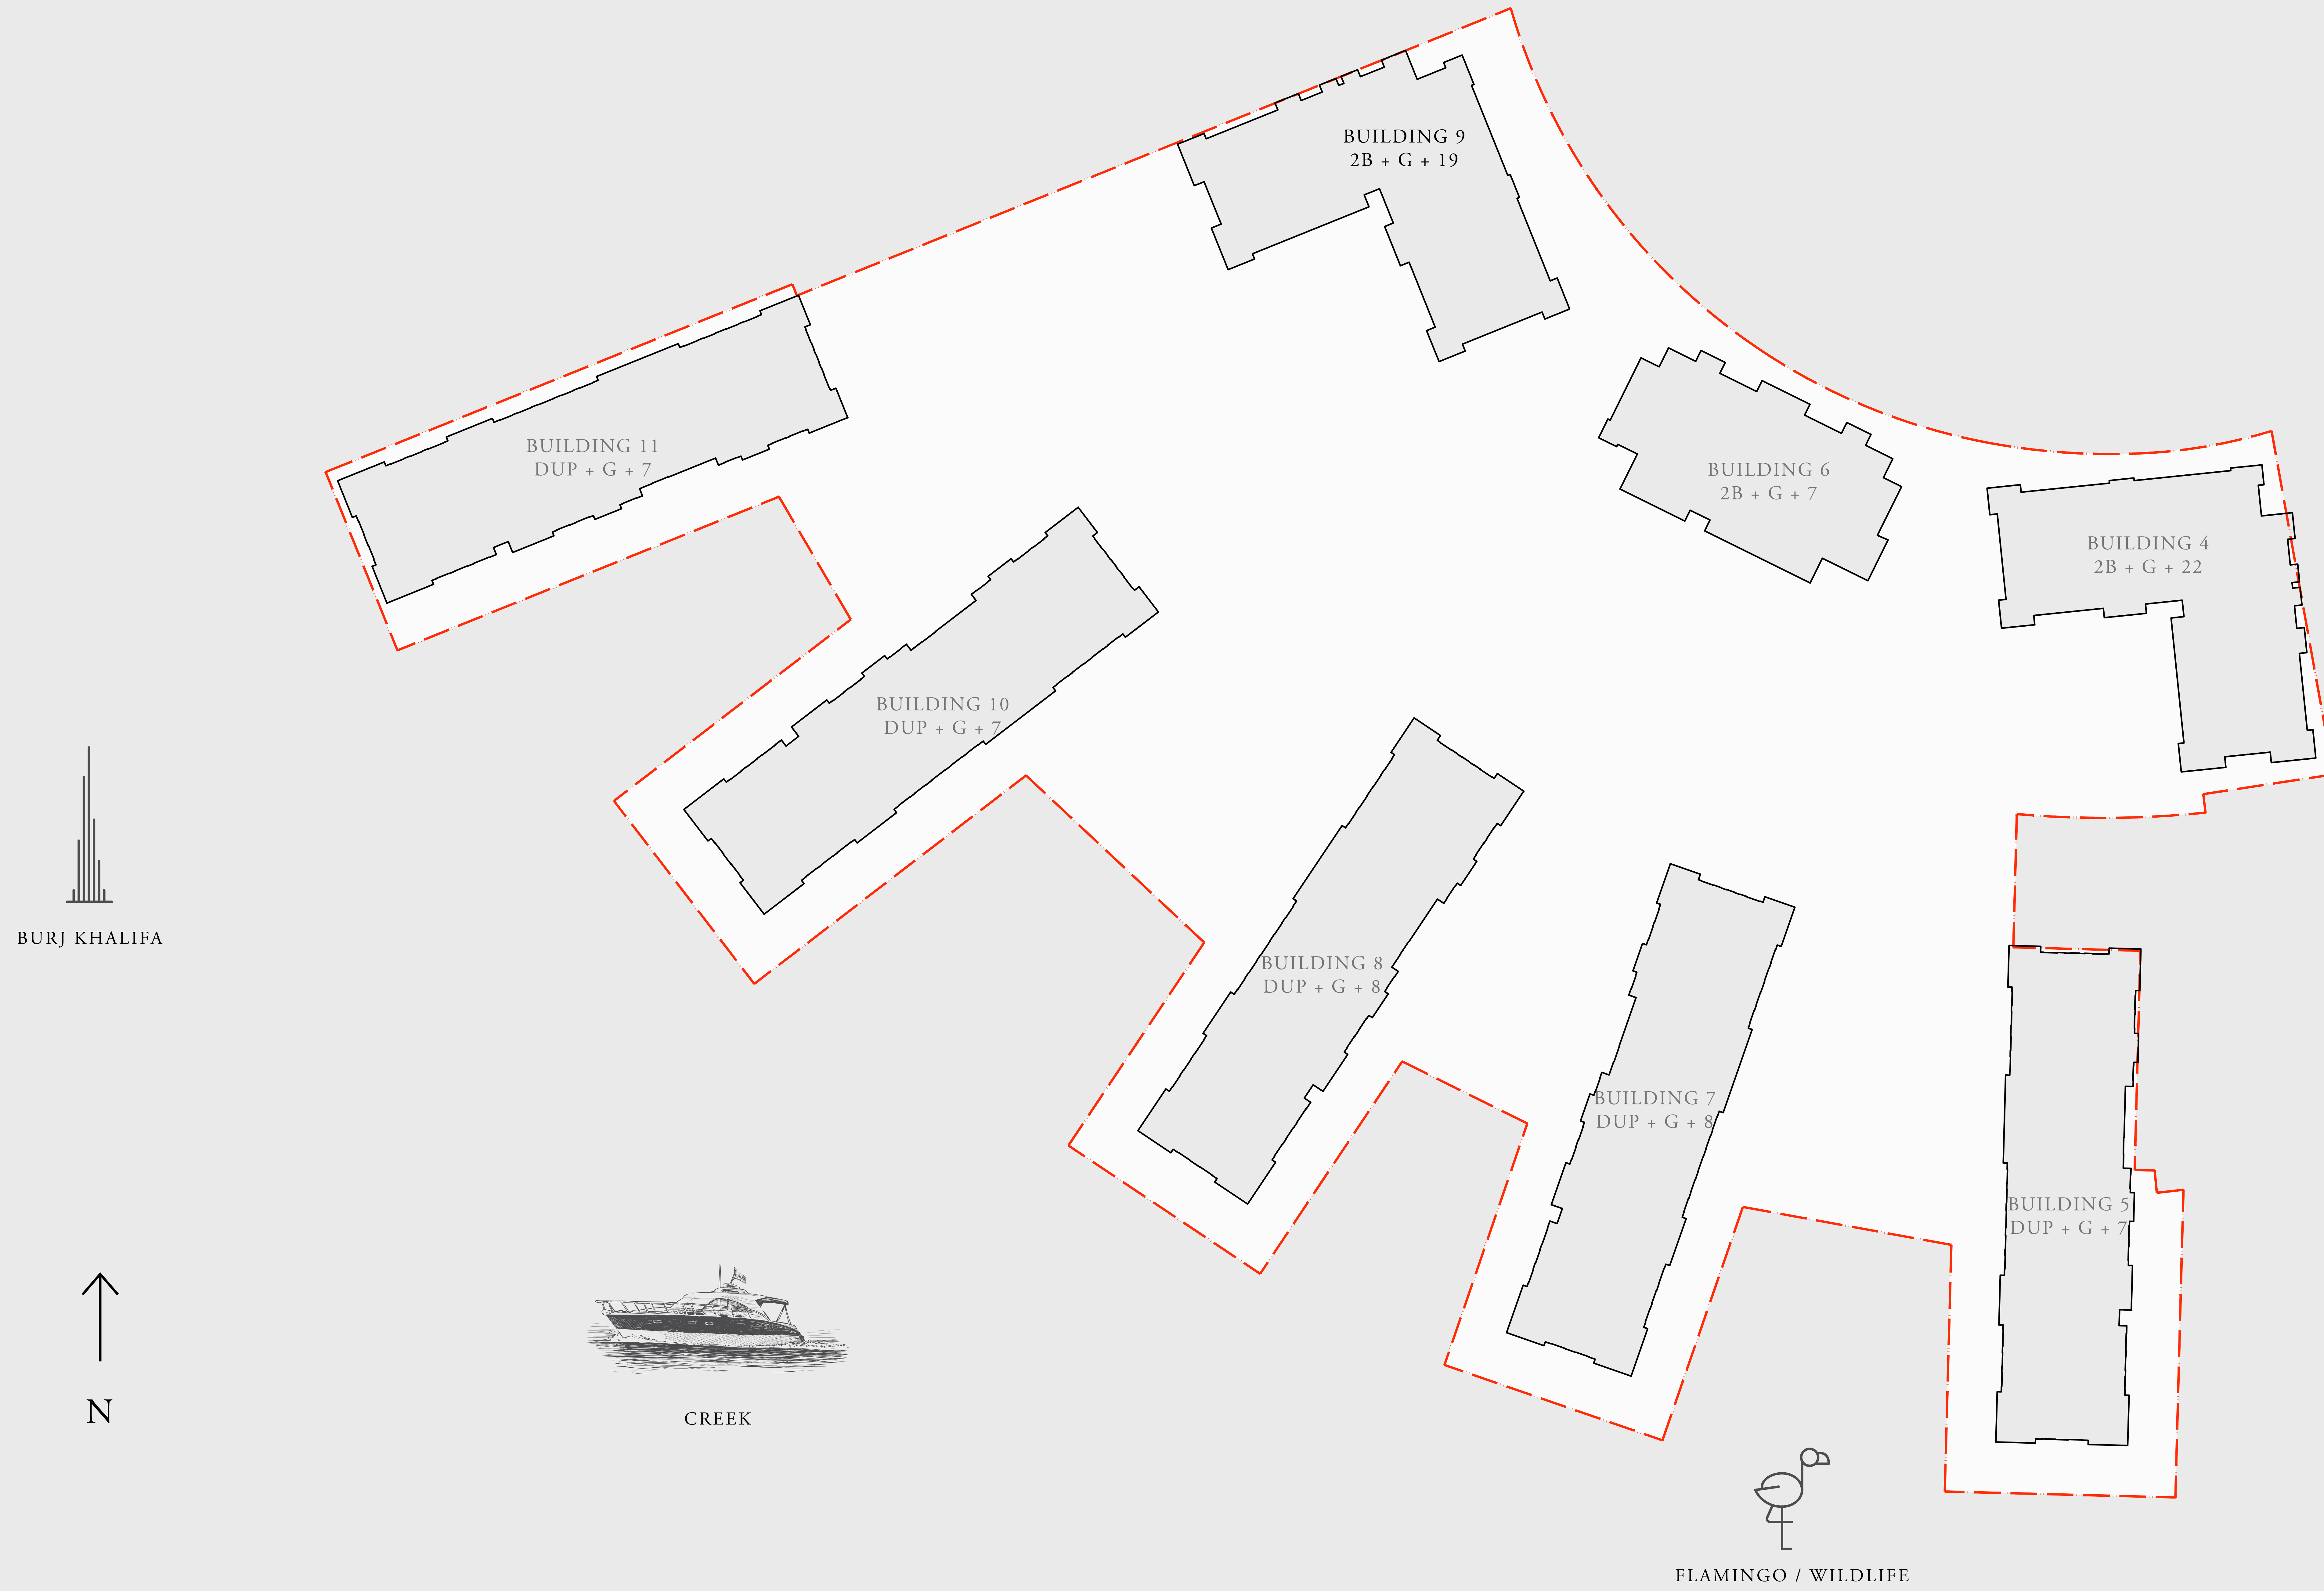 BUILDING 9
2B + G + 19
BUILDING 11
DUP + G + 7
BUILDING 6
2B + G + 7
BUILDING 4
2B + G + 22
BUILDING 10
DUP + G + 7
BURJ KHALIFA
BUILDING 8
DUP + G + 8
BUILDING 7
DUP + G + 8
BUILDING 5
DUP + G + 7
N
CREEK
FLAMINGO / WILDLIFE